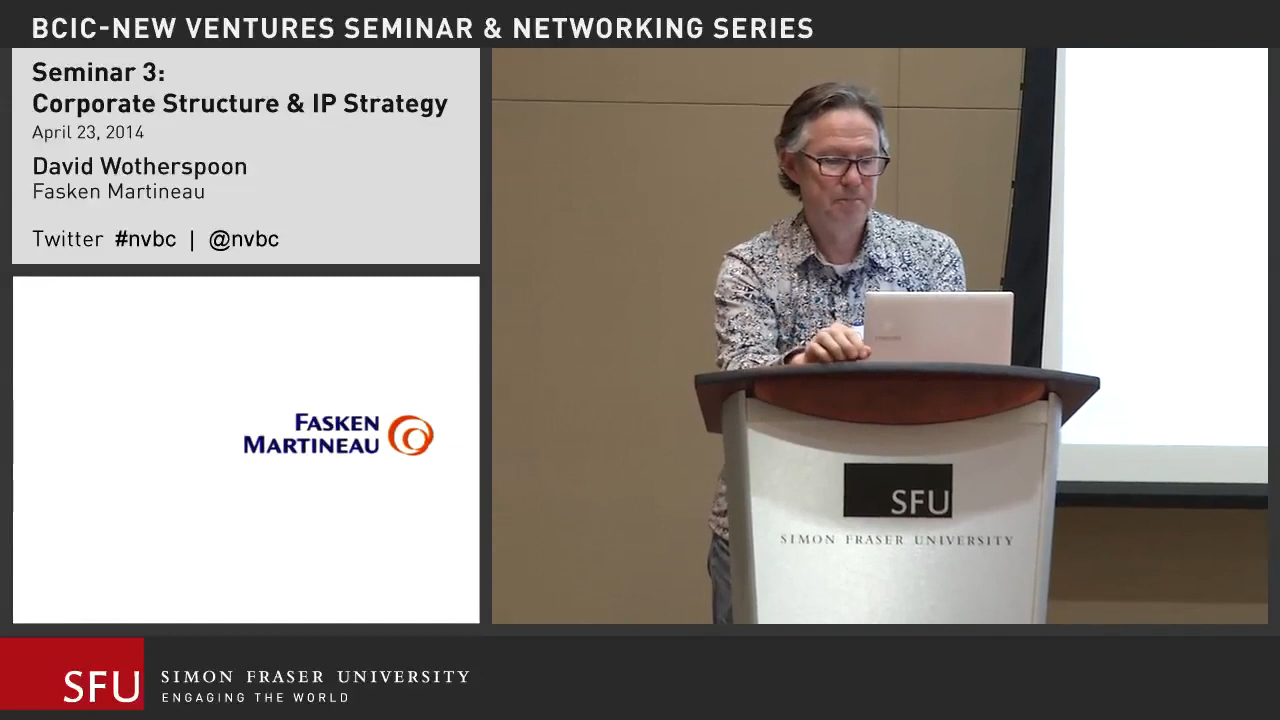 BCIC-NEW VENTURES SEMINAR & NETWORKING SERIES
Seminar 3:
Corporate Structure & IP Strategy
April 23, 2014
David Wotherspoon
Fasken Martineau
Twitter #nvbc | @nvbc
FASKEN
MARTINEAU
SFU
SIMON FRASER UNIVERSITY
SFU
SIMON FRASER UNIVERSITY
ENGAGING THE WORLD